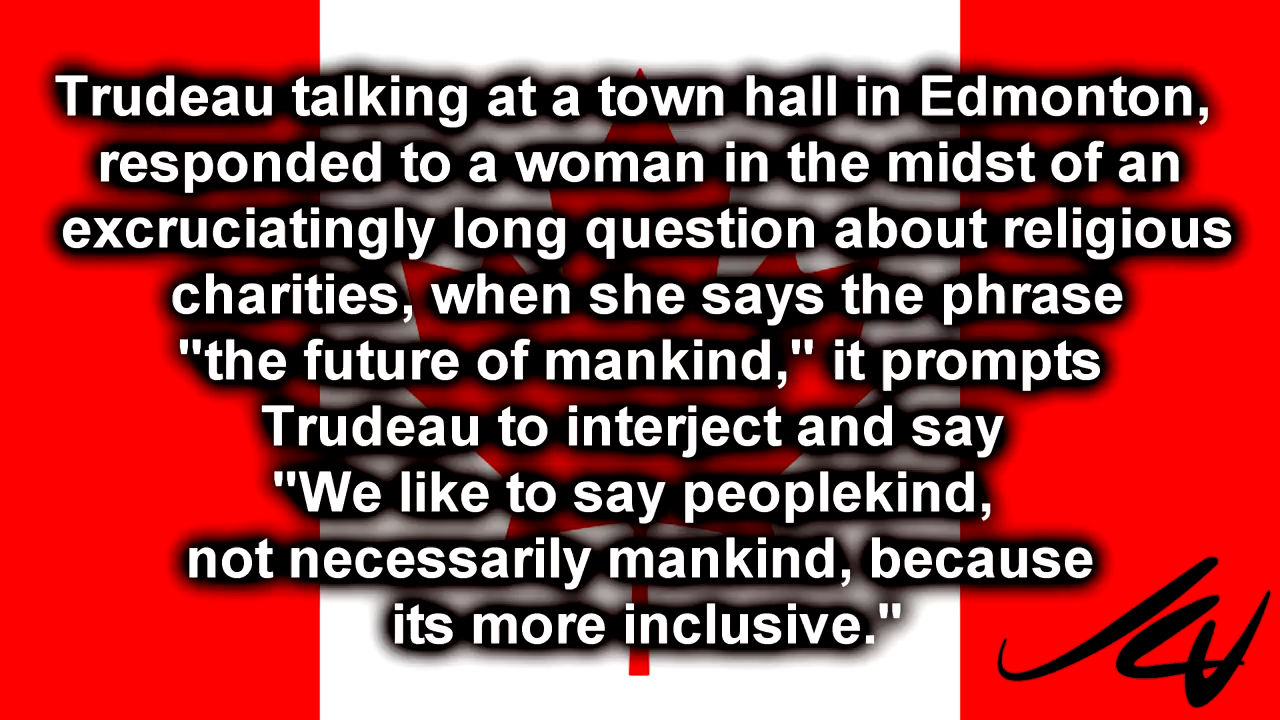 Trudeau talking at a town hall in Edmonton,
responded to a woman in the midst of an
excruciatingly long question about religious
charities, when she says the phrase
"the future of mankind," it prompts
Trudeau to interject and say
"We like to say peoplekind,
not necessarily mankind, because
its more inclusive."